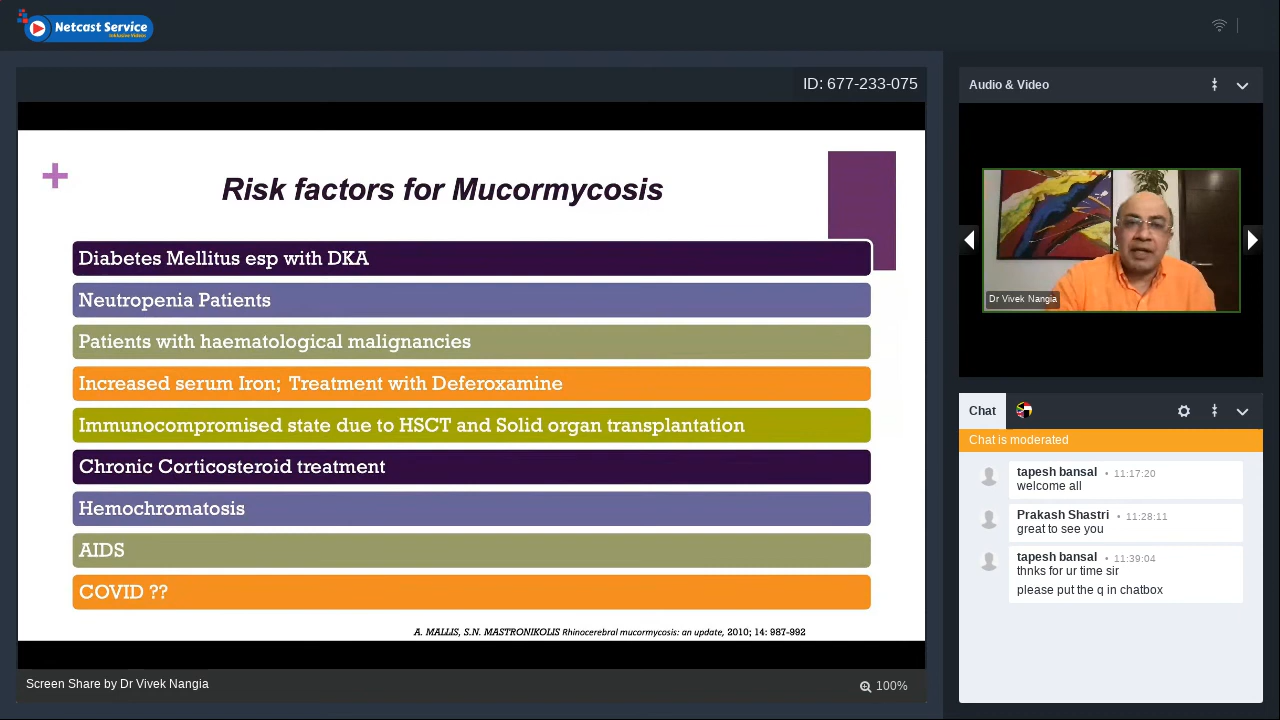 Netcast Service
Inklusive Videos
ID: 677-233-075
+
Risk factors for Mucormycosis
Diabetes Mellitus esp with DKA
Neutropenia Patients
Patients with haematological malignancies
Increased serum Iron; Treatment with Deferoxamine
Immunocompromised state due to HSCT and Solid organ transplantation
Chronic Corticosteroid treatment
Hemochromatosis
AIDS
COVID ??
A. MALLIS, S.N. MASTRONIKOLIS Rhinocerebral mucormycosis: an update, 2010; 14: 987-992
Screen Share by Dr Vivek Nangia
100%
Audio & Video
Dr Vivek Nangia
Chat
Chat is moderated
tapesh bansal • 11:17:20
welcome all
Prakash Shastri • 11:28:11
great to see you
tapesh bansal • 11:39:04
thnks for ur time sir
please put the q in chatbox